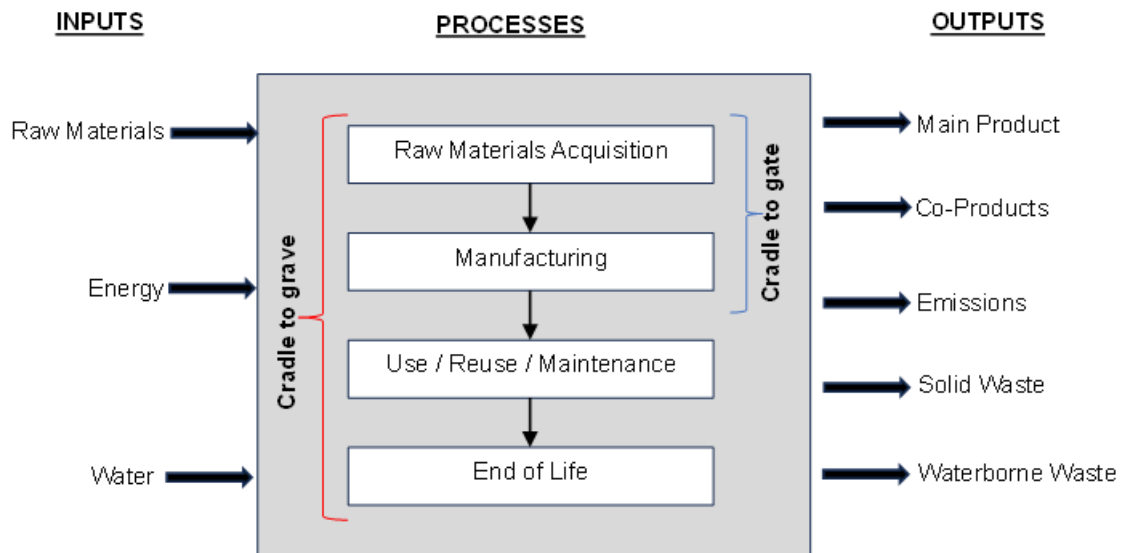 INPUTS
PROCESSES
OUTPUTS
Raw Materials
Energy
Water
Cradle to grave
Raw Materials Acquisition
Manufacturing
Use / Reuse / Maintenance
End of Life
Cradle to gate
Main Product
Co-Products
Emissions
Solid Waste
Waterborne Waste